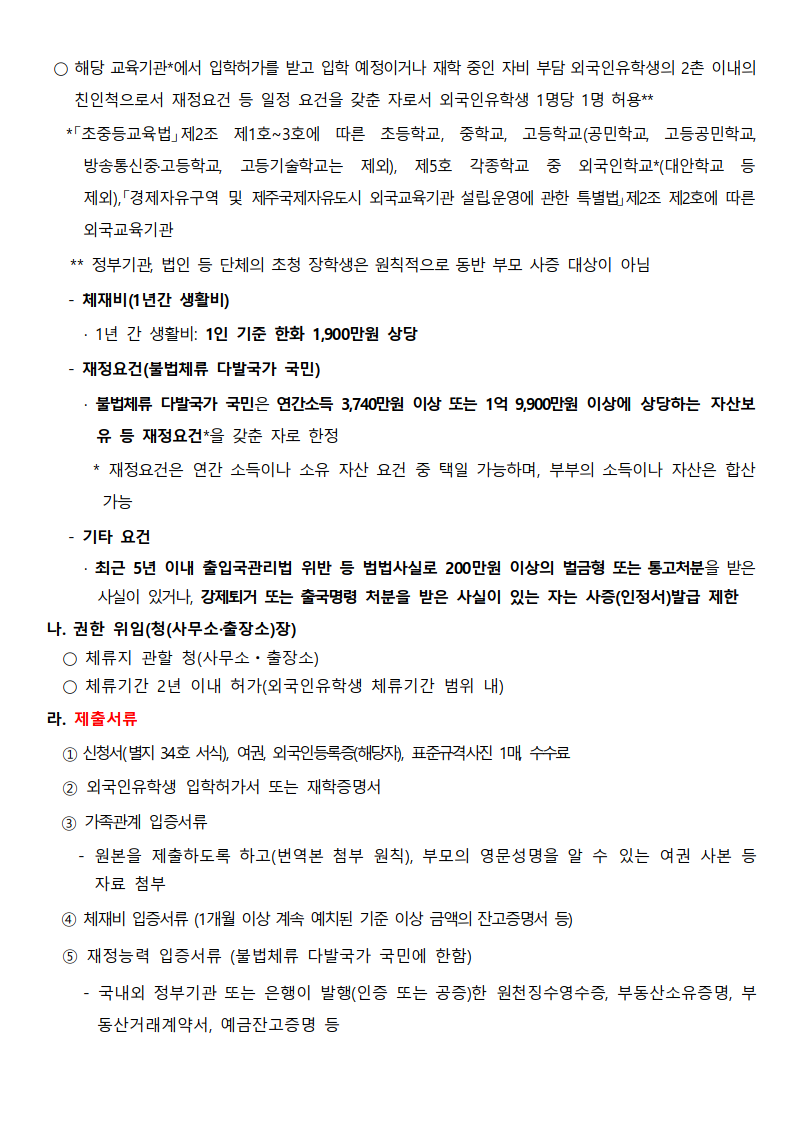 ○ 해당 교육기관*에서 입학허가를 받고 입학 예정이거나 재학 중인 자비 부담 외국인유학생의 2촌 이내의
친인척으로서 재정요건 등 일정 요건을 갖춘 자로서 외국인유학생 1명당 1명 허용**
*「초중등교육법」제2조 제1호~3호에 따른 초등학교, 중학교, 고등학교(공민학교, 고등공민학교,
방송통신중·고등학교, 고등기술학교는 제외), 제5호 각종학교 중 외국인학교*(대안학교 등
제외),「경제자유구역 및 제주국제자유도시 외국교육기관 설립.운영에 관한 특별법」제2조 제2호에 따른
외국교육기관
** 정부기관, 법인 등 단체의 초청 장학생은 원칙적으로 동반 부모 사증 대상이 아님
- 체재비(1년간 생활비)
· 1년 간 생활비: 1인 기준 한화 1,900만원 상당
- 재정요건(불법체류 다발국가 국민)
· 불법체류 다발국가 국민은 연간소득 3,740만원 이상 또는 1억 9,900만원 이상에 상당하는 자산보
유 등 재정요건*을 갖춘 자로 한정
* 재정요건은 연간 소득이나 소유 자산 요건 중 택일 가능하며, 부부의 소득이나 자산은 합산
가능
- 기타 요건
· 최근 5년 이내 출입국관리법 위반 등 범법사실로 200만원 이상의 벌금형 또는 통고처분을 받은
사실이 있거나, 강제퇴거 또는 출국명령 처분을 받은 사실이 있는 자는 사증(인정서)발급 제한
나. 권한 위임(청(사무소·출장소)장)
○ 체류지 관할 청(사무소・출장소)
○ 체류기간 2년 이내 허가(외국인유학생 체류기간 범위 내)
라. 제출서류
① 신청서(별지 34호 서식), 여권, 외국인등록증(해당자), 표준규격사진 1매, 수수료
② 외국인유학생 입학허가서 또는 재학증명서
③ 가족관계 입증서류
- 원본을 제출하도록 하고(번역본 첨부 원칙), 부모의 영문성명을 알 수 있는 여권 사본 등
자료 첨부
④ 체재비 입증서류 (1개월 이상 계속 예치된 기준 이상 금액의 잔고증명서 등)
⑤ 재정능력 입증서류 (불법체류 다발국가 국민에 한함)
- 국내외 정부기관 또는 은행이 발행(인증 또는 공증)한 원천징수영수증, 부동산소유증명, 부
동산거래계약서, 예금잔고증명 등